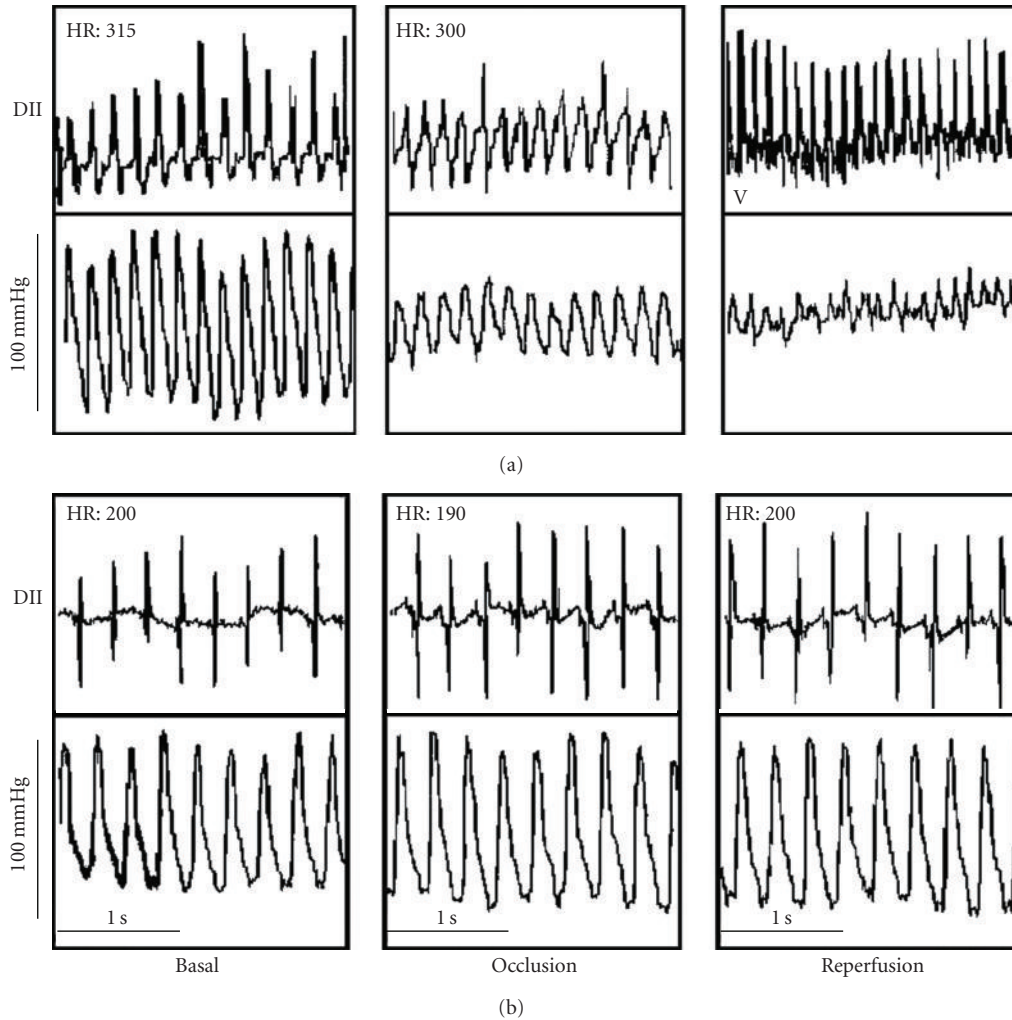 HR: 315
HR: 300
DII
V
100 mmHg
(a)
HR: 200
HR: 190
HR: 200
DII
100 mmHg
1 s
1 s
1 s
Basal
Occlusion
Reperfusion
(b)